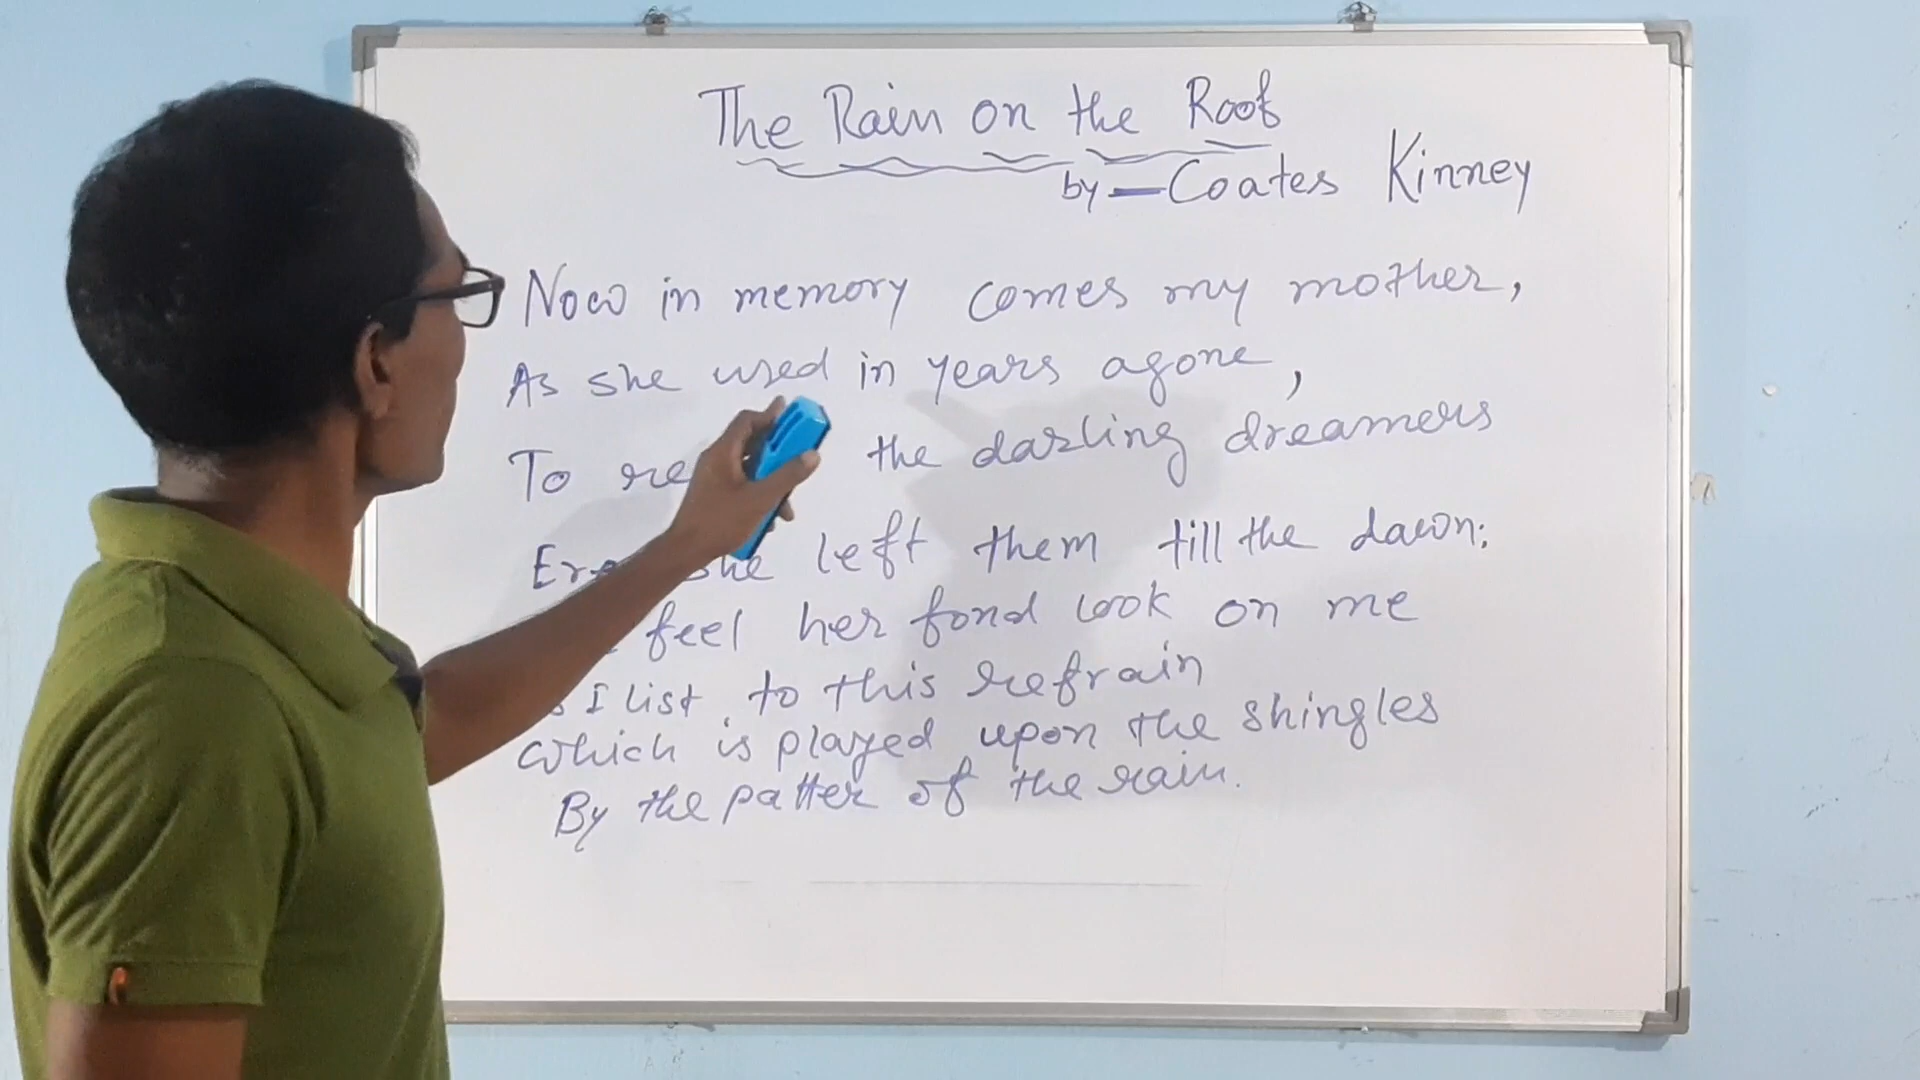 The Rain on the Roof
by — Coates Kinney
Now in memory comes my mother,
As she used in years agone,
To the darling dreamers
she left them till the dawn:
feel her fond look on me
I list to this refrain
which is played upon the shingles
By the patter of the rain.